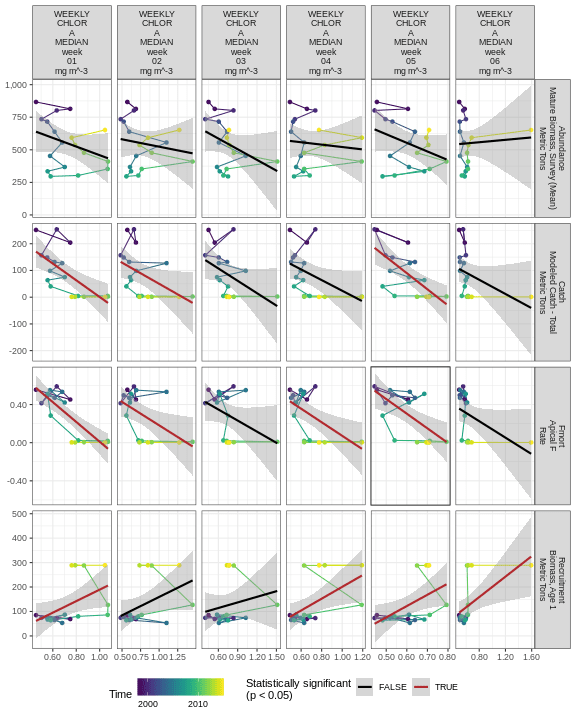 WEEKLY
CHLOR
A
MEDIAN
week
01
mg m^-3
WEEKLY
CHLOR
A
MEDIAN
week
02
mg m^-3
WEEKLY
CHLOR
A
MEDIAN
week
03
mg m^-3
WEEKLY
CHLOR
A
MEDIAN
week
04
mg m^-3
WEEKLY
CHLOR
A
MEDIAN
week
05
mg m^-3
WEEKLY
CHLOR
A
MEDIAN
week
06
mg m^-3
1,000
750
500
250
0
Abundance
Mature Biomass, Survey (Mean)
Metric Tons
200
100
0
-100
-200
Catch
Modeled Catch - Total
Metric Tons
0.40
0.00
-0.40
Fmort
Apical F
Rate
500
400
300
200
100
0
Recruitment
Biomass, Age 1
Metric Tons
0.60 0.80 1.00
0.50 0.75 1.00 1.25
0.60 0.90 1.20 1.50
0.60 0.80 1.00 1.20
0.50 0.60 0.70 0.80
0.80 1.20 1.60
Time
2000 2010
Statistically significant
(p < 0.05)
FALSE TRUE